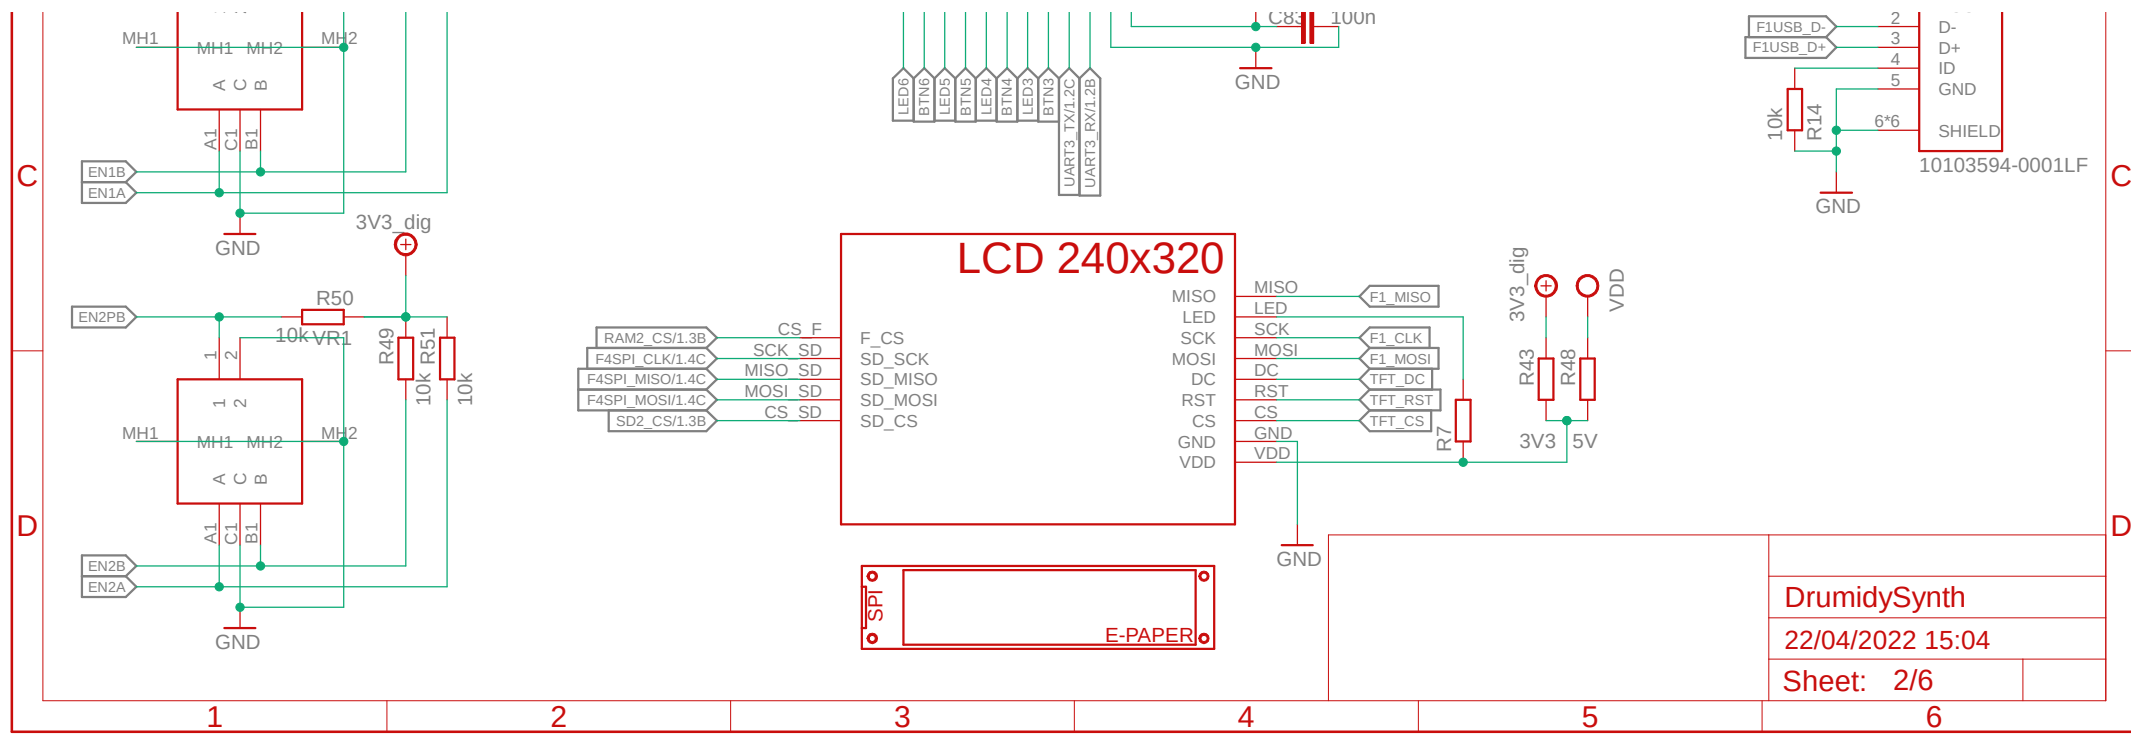 C83
100n
2
D-
F1USB_D-
3
D+
F1USB_D+
4
ID
5
GND
6*6
SHIELD
10k
R14
10103594-0001LF
GND
MH1
MH1
MH2
MH2
A
C
B
A1
C1
B1
EN1B
EN1A
GND
C
C
LED6
BTN6
LED5
BTN5
LED4
BTN4
LED3
BTN3
UART3_TX/1.2C
UART3_RX/1.2B
GND
3V3_dig
EN2PB
R50
10k
VR1
R49
R51
10k
10k
1
2
1
2
MH1
MH1
MH2
MH2
A
C
B
A1
C1
B1
EN2B
EN2A
GND
LCD 240x320
RAM2_CS/1.3B
CS_F
F_CS
F4SPI_CLK/1.4C
SCK_SD
SD_SCK
F4SPI_MISO/1.4C
MISO_SD
SD_MISO
F4SPI_MOSI/1.4C
MOSI_SD
SD_MOSI
SD2_CS/1.3B
CS_SD
SD_CS
MISO
MISO
F1_MISO
LED
LED
SCK
SCK
F1_CLK
MOSI
MOSI
F1_MOSI
DC
DC
TFT_DC
RST
RST
TFT_RST
CS
CS
TFT_CS
GND
GND
VDD
VDD
R7
GND
3V3_dig
VDD
R43
R48
3V3
5V
SPI
E-PAPER
D
D
DrumidySynth
22/04/2022 15:04
Sheet: 2/6
1
2
3
4
5
6